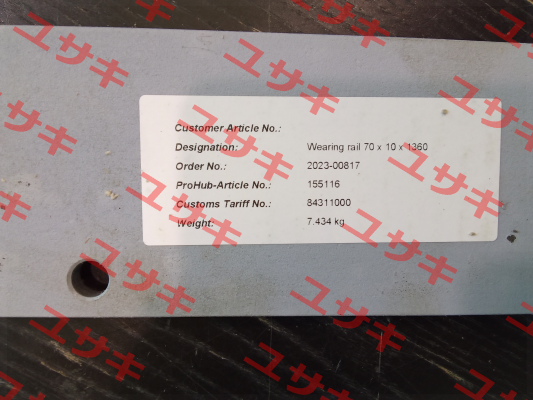 Customer Article No.:
Designation: Wearing rail 70 x 10 x 1360
Order No.: 2023-00817
ProHub-Article No.: 155116
Customs Tariff No.: 84311000
Weight: 7.434 kg
ユサキ